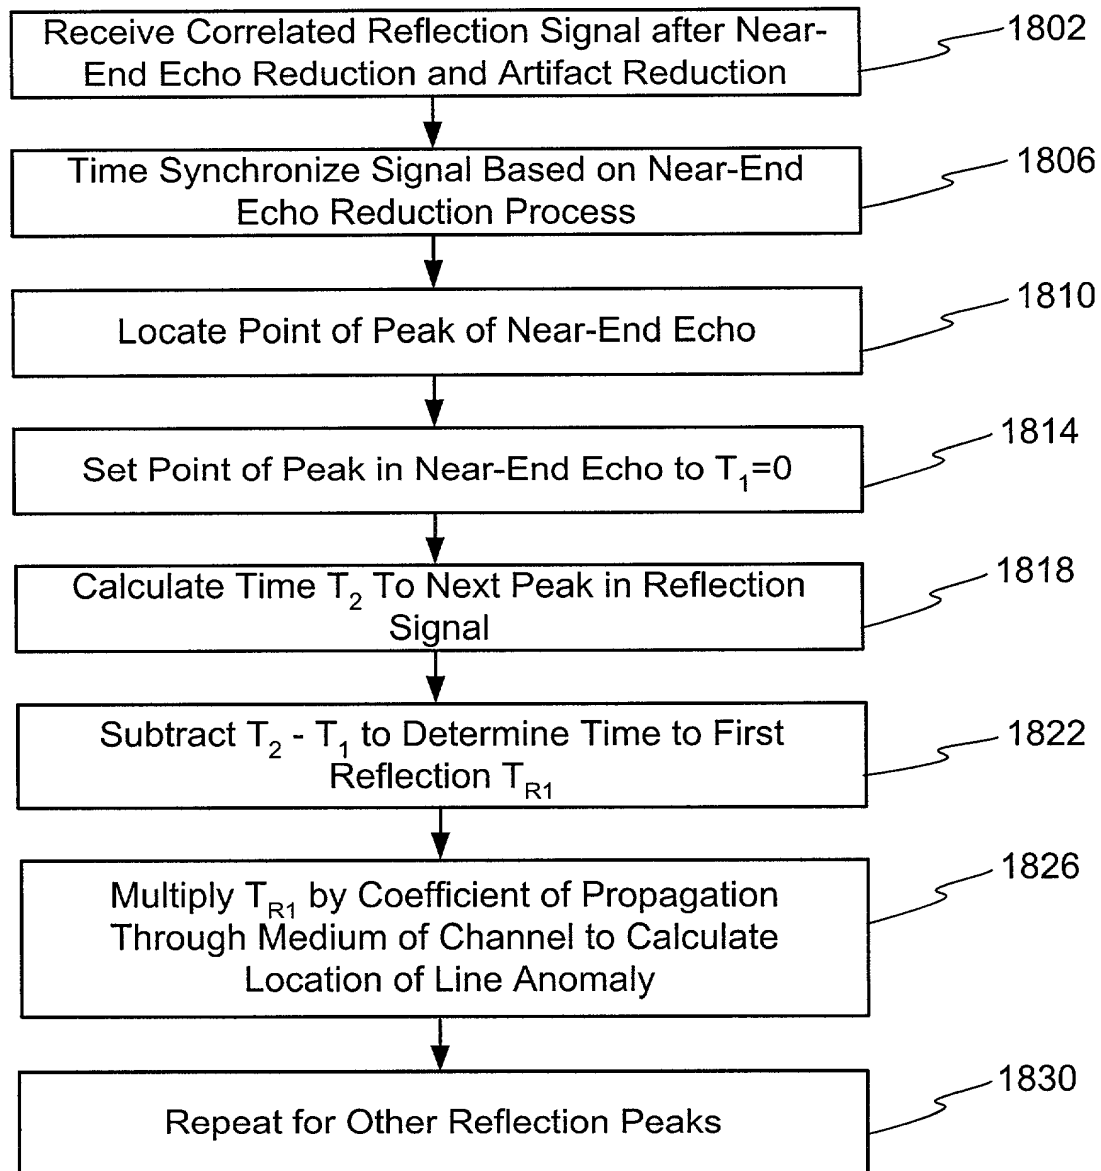 Receive Correlated Reflection Signal after Near-
End Echo Reduction and Artifact Reduction
1802
Time Synchronize Signal Based on Near-End
Echo Reduction Process
1806
Locate Point of Peak of Near-End Echo
1810
Set Point of Peak in Near-End Echo to T1=0
1814
Calculate Time T2 To Next Peak in Reflection
Signal
1818
Subtract T2 - T1 to Determine Time to First
Reflection TR1
1822
Multiply TR1 by Coefficient of Propagation
Through Medium of Channel to Calculate
Location of Line Anomaly
1826
Repeat for Other Reflection Peaks
1830